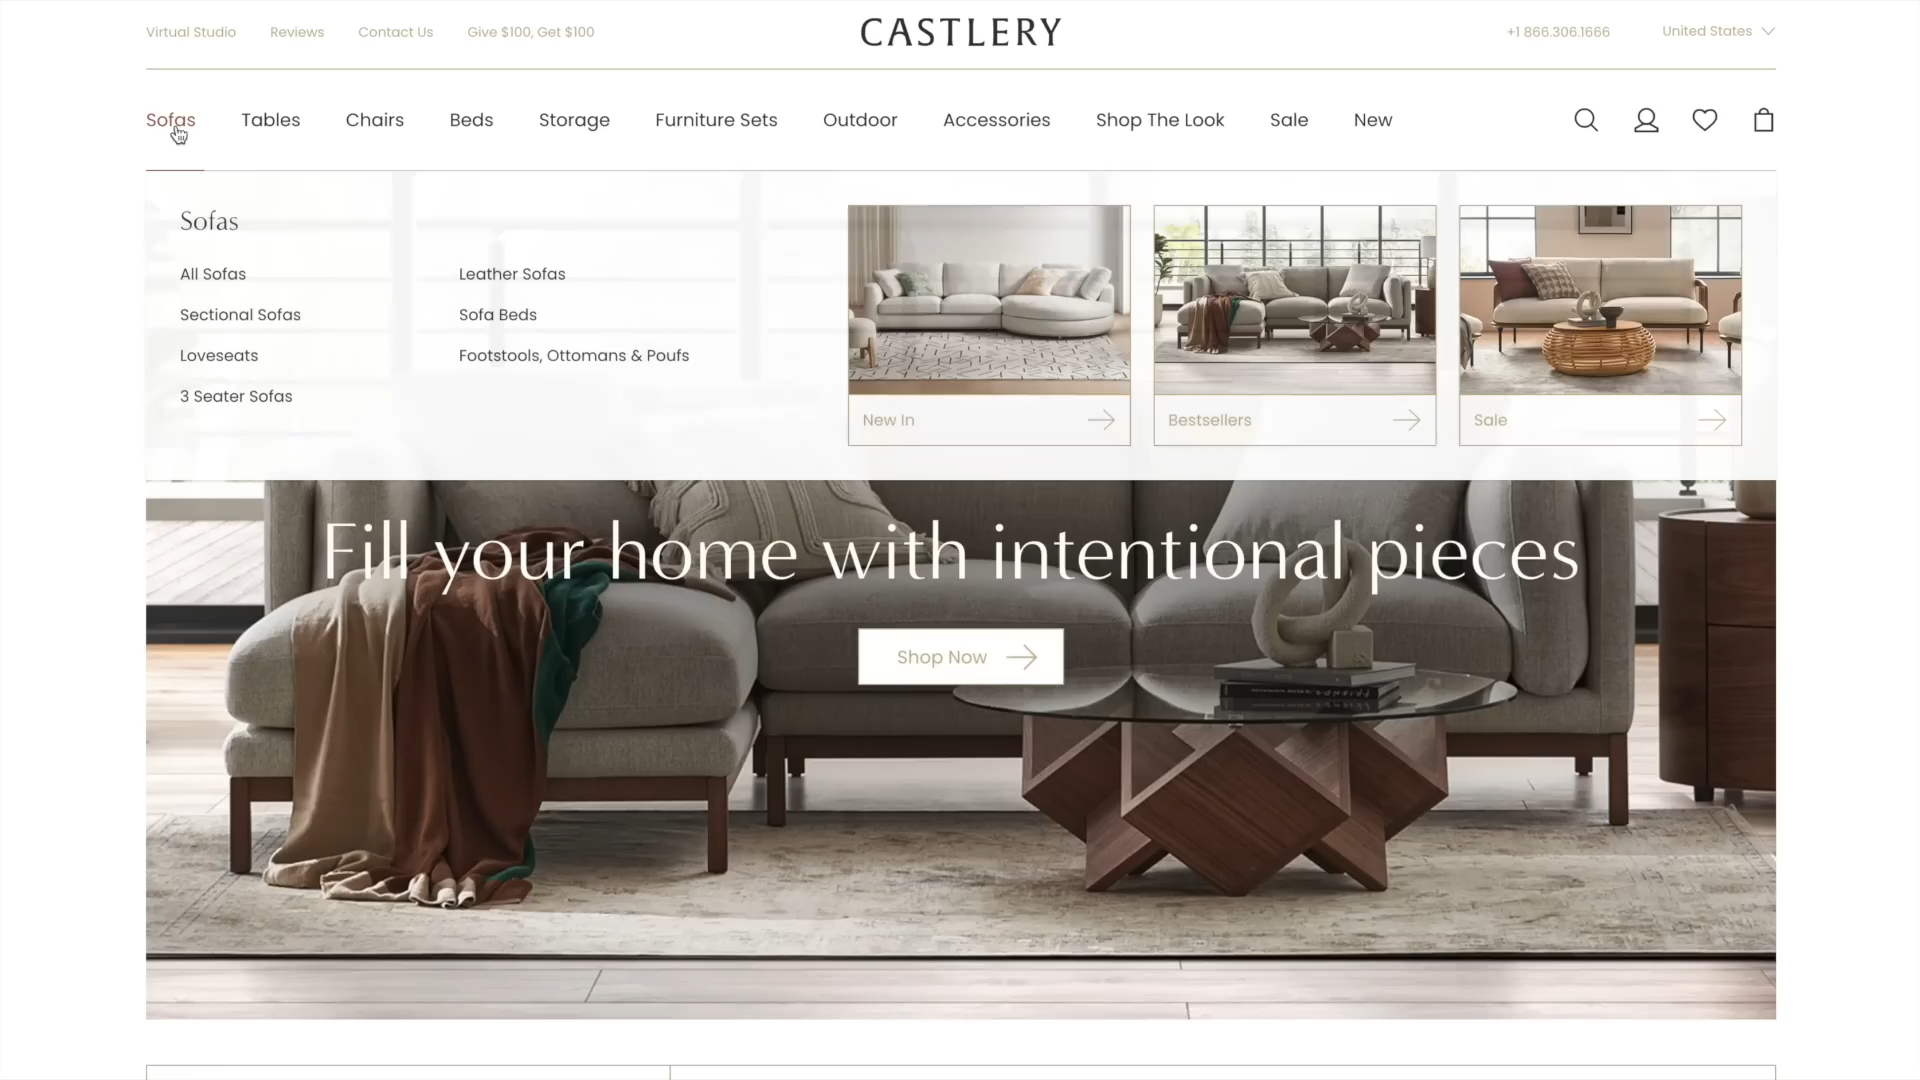 Virtual Studio Reviews Contact Us Give $100, Get $100 CASTLERY +1 866.306.1666 United States
Sofas Tables Chairs Beds Storage Furniture Sets Outdoor Accessories Shop The Look Sale New
Sofas
All Sofas
Sectional Sofas
Loveseats
3 Seater Sofas
Leather Sofas
Sofa Beds
Footstools, Ottomans & Poufs
New In
Bestsellers
Sale
Fill your home with intentional pieces
Shop Now